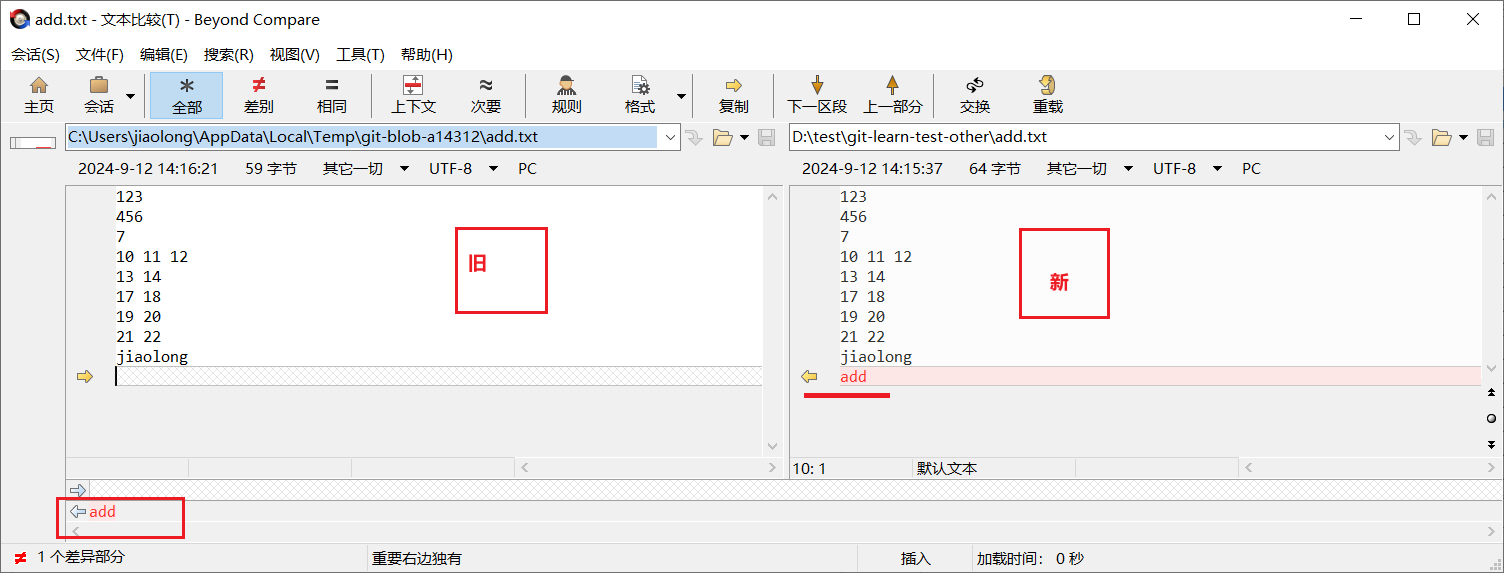 add.txt - 文本比较(T) - Beyond Compare
会话(S) 文件(F) 编辑(E) 搜索(R) 视图(V) 工具(T) 帮助(H)
主页 会话 全部 差别 相同 上下文 次要 规则 格式 复制 下一区段 上一部分 交换 重载
C:\Users\jiaolong\AppData\Local\Temp\git-blob-a14312\add.txt
2024-9-12 14:16:21 59 字节 其它一切 UTF-8 PC
123
456
7
10 11 12
13 14
17 18
19 20
21 22
jiaolong
旧
D:\test\git-learn-test-other\add.txt
2024-9-12 14:15:37 64 字节 其它一切 UTF-8 PC
123
456
7
10 11 12
13 14
17 18
19 20
21 22
jiaolong
add
新
10: 1 默认文本
add
1 个差异部分 重要右边独有 插入 加载时间: 0 秒